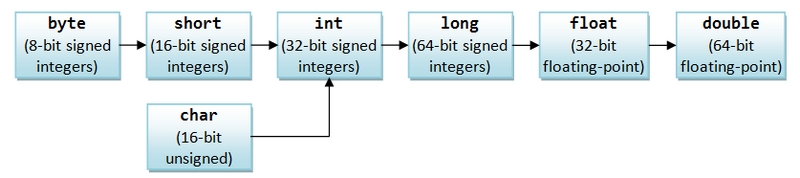 byte
(8-bit signed
integers)
short
(16-bit signed
integers)
int
(32-bit signed
integers)
long
(64-bit signed
integers)
float
(32-bit
floating-point)
double
(64-bit
floating-point)
char
(16-bit
unsigned)